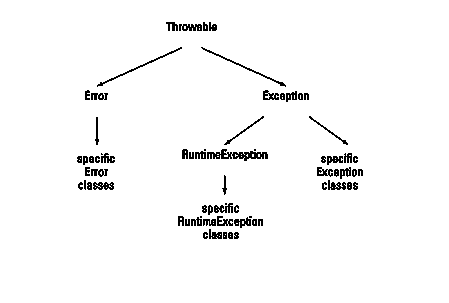 Throwable
Error
Exception
RuntimeException
specific
Error
classes
specific
Exception
classes
specific
RuntimeException
classes